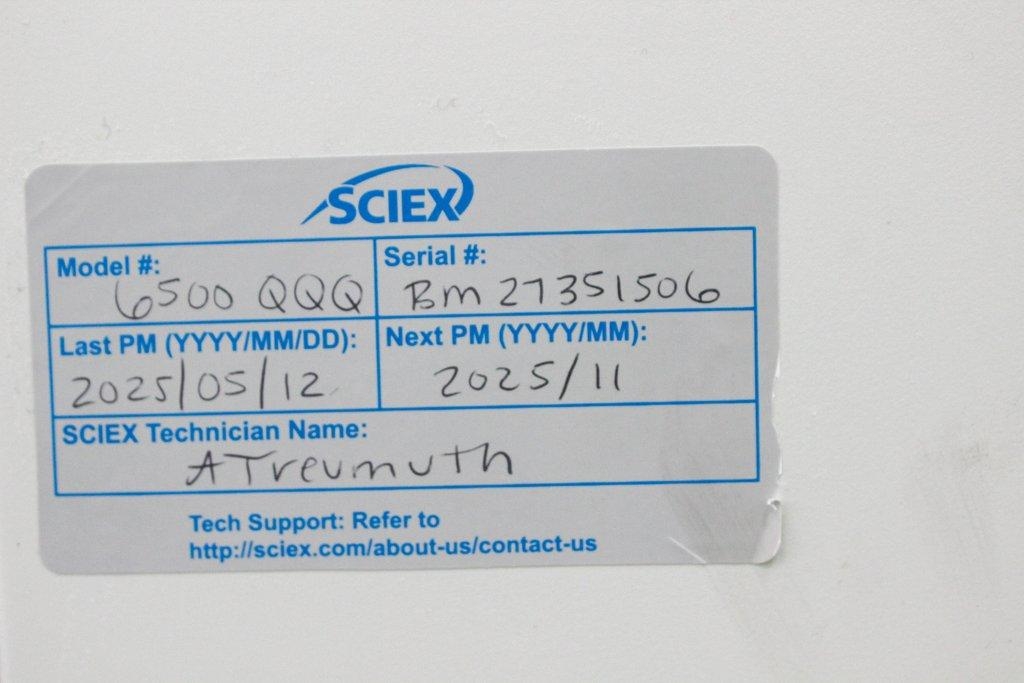 SCIEX
Model #:
6500 QQQ
Serial #:
Bm 27351506
Last PM (YYYY/MM/DD):
2025/05/12
Next PM (YYYY/MM):
2025/11
SCIEX Technician Name:
A Treumuth
Tech Support: Refer to
http://sciex.com/about-us/contact-us